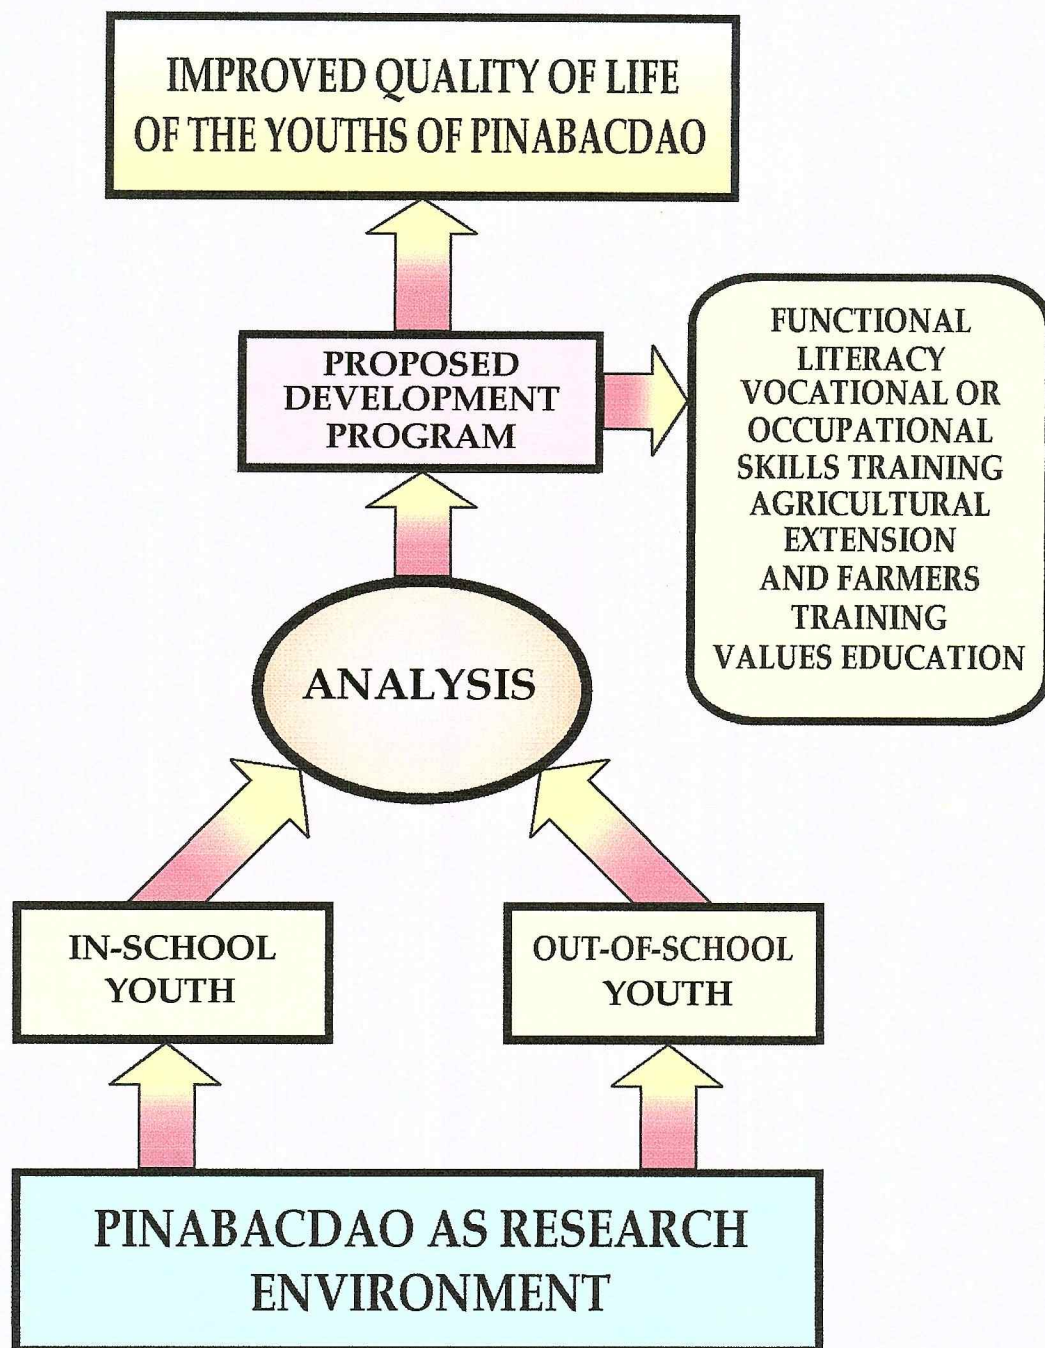 IMPROVED QUALITY OF LIFE
OF THE YOUTHS OF PINABACDAO
PROPOSED
DEVELOPMENT
PROGRAM
FUNCTIONAL
LITERACY
VOCATIONAL OR
OCCUPATIONAL
SKILLS TRAINING
AGRICULTURAL
EXTENSION
AND FARMERS
TRAINING
VALUES EDUCATION
ANALYSIS
IN-SCHOOL
YOUTH
OUT-OF-SCHOOL
YOUTH
PINABACDAO AS RESEARCH
ENVIRONMENT